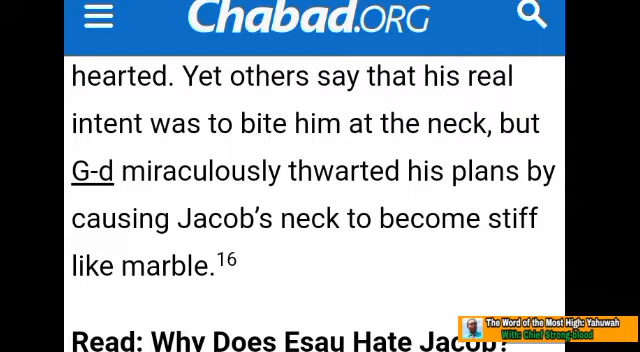 Chabad.ORG
hearted. Yet others say that his real
intent was to bite him at the neck, but
G-d miraculously thwarted his plans by
causing Jacob's neck to become stiff
like marble.16
The Word of the Most High: Yahuwah
With: Chief Strong-blood
Read: Why Does Esau Hate Jacob?